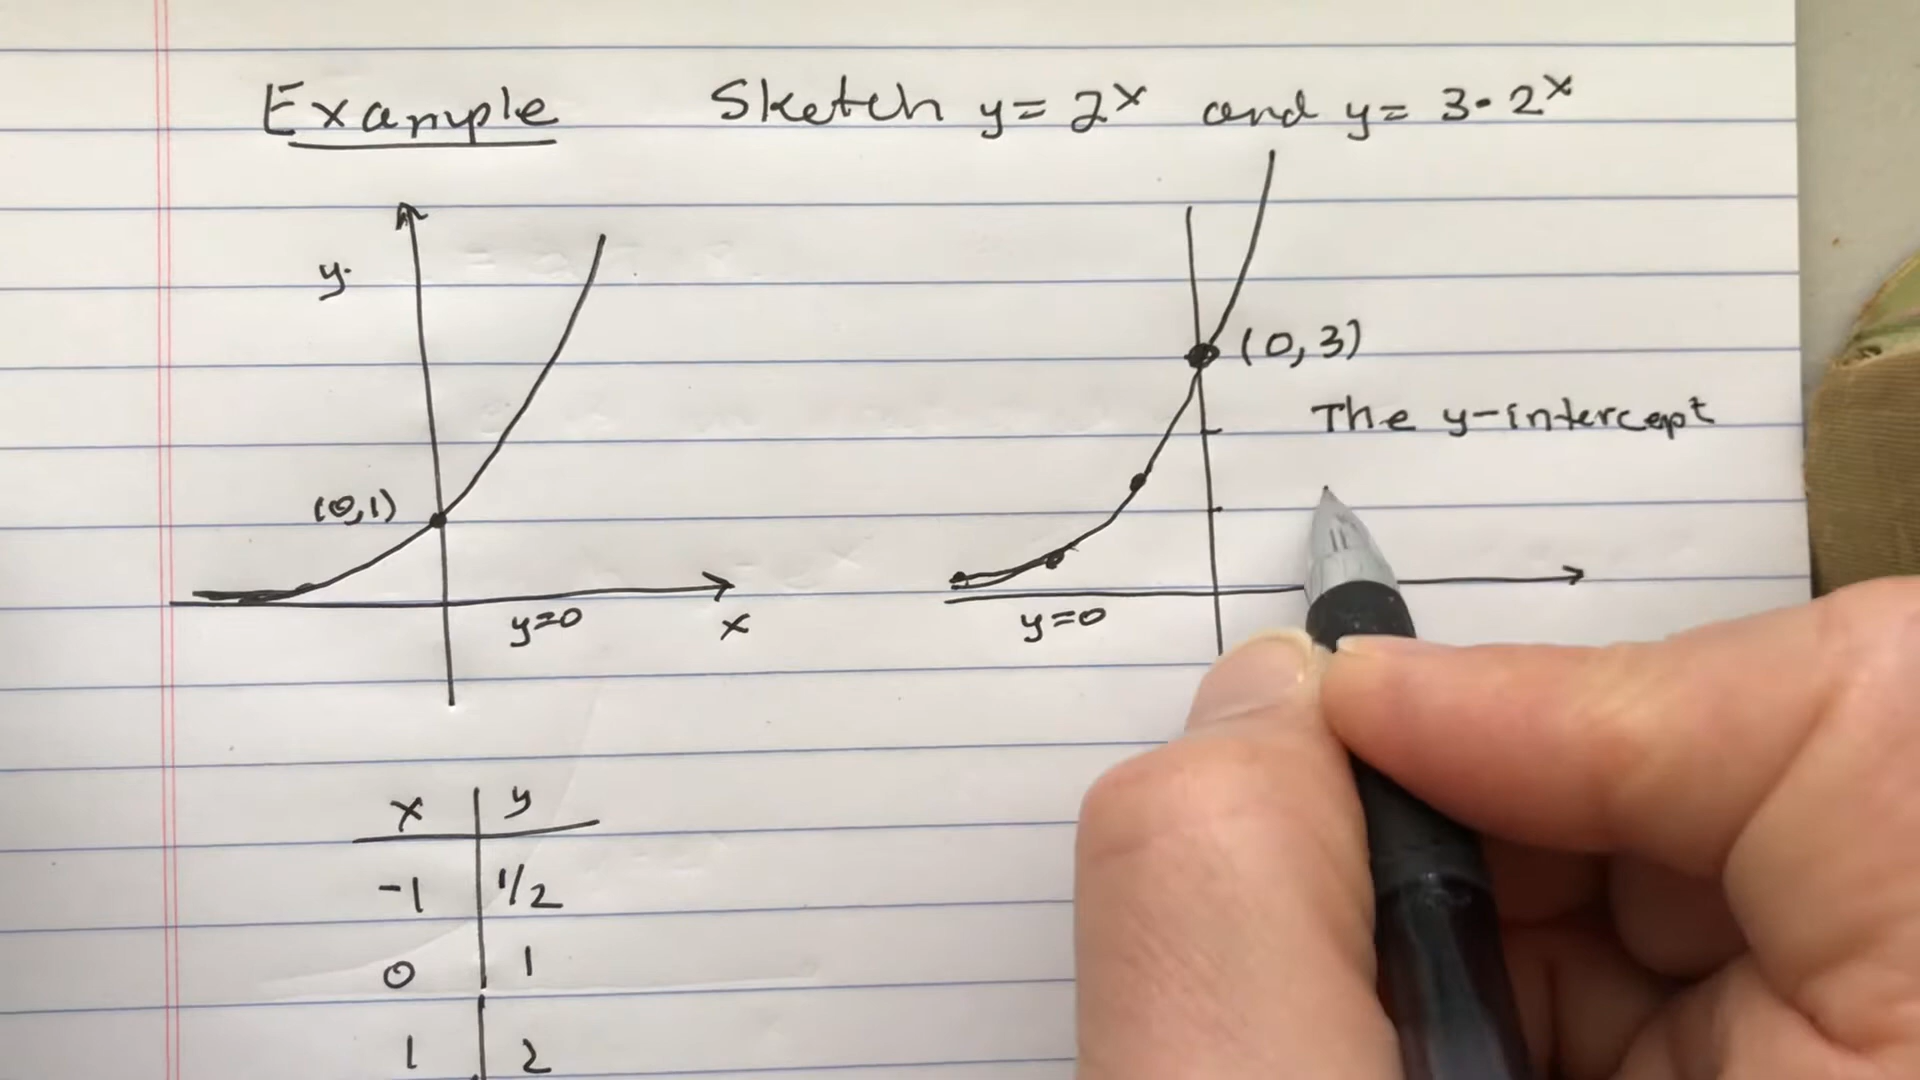 Example Sketch y = 2^x and y = 3·2^x
y
(0,1)
y=0
x
(0,3)
The y-intercept
y=0
x y
-1 1/2
0 1
1 2